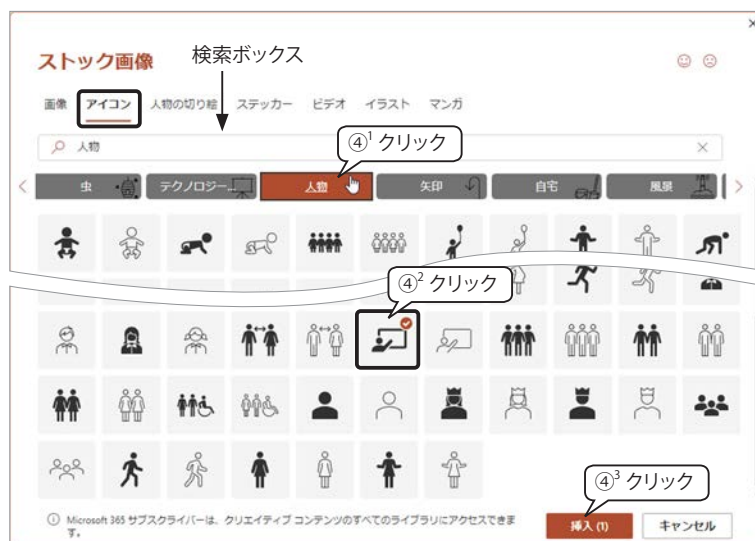 ストック画像
検索ボックス
画像 アイコン 人物の切り絵 ステッカー ビデオ イラスト マンガ
人物
④¹ クリック
虫 テクノロジー... 人物 矢印 自宅 風景
④² クリック
④³ クリック
Microsoft 365 サブスクライバーは、クリエイティブ コンテンツのすべてのライブラリにアクセスできま
す。
挿入 (1) キャンセル